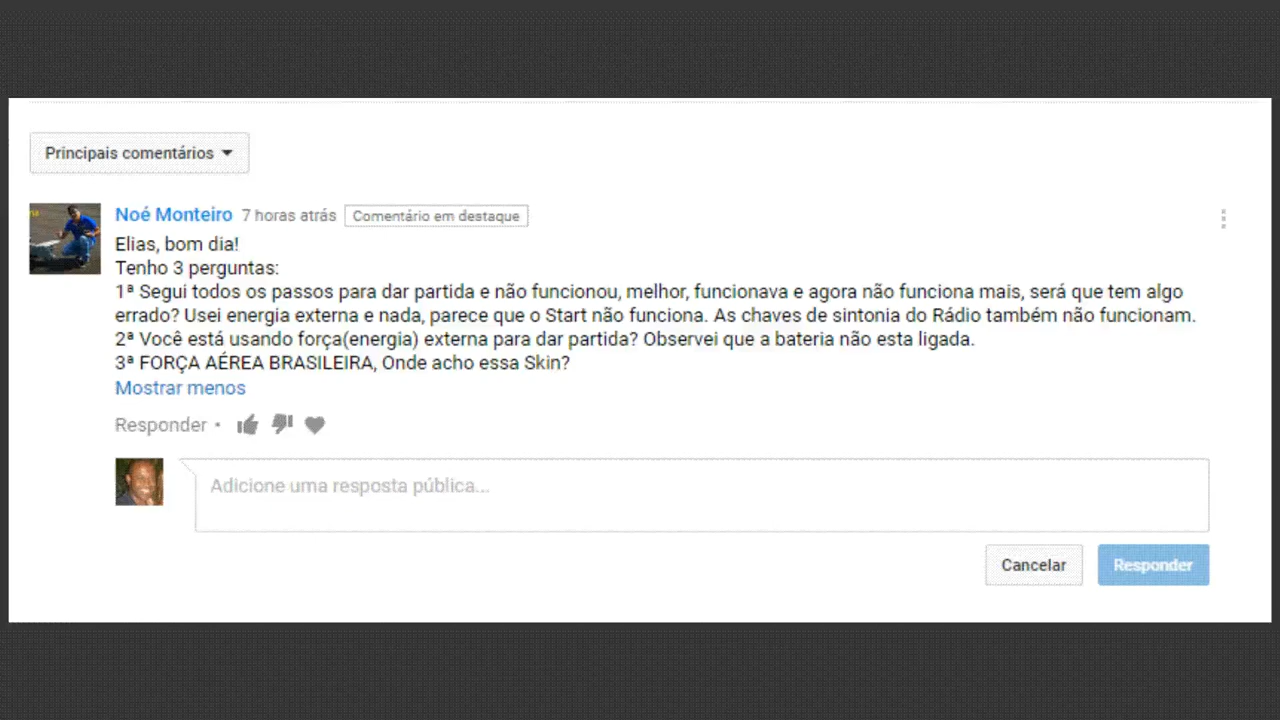 Principais comentários
Noé Monteiro 7 horas atrás Comentário em destaque
Elias, bom dia!
Tenho 3 perguntas:
1ª Segui todos os passos para dar partida e não funcionou, melhor, funcionava e agora não funciona mais, será que tem algo
errado? Usei energia externa e nada, parece que o Start não funciona. As chaves de sintonia do Rádio também não funcionam.
2ª Você está usando força(energia) externa para dar partida? Observei que a bateria não esta ligada.
3ª FORÇA AÉREA BRASILEIRA, Onde acho essa Skin?
Mostrar menos
Responder •
Adicione uma resposta pública...
Cancelar Responder